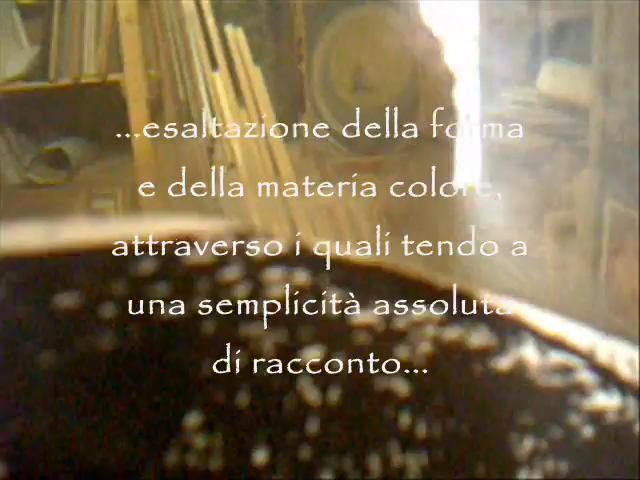 ...esaltazione della forma
e della materia colore,
attraverso i quali tendo a
una semplicità assoluta
di racconto...